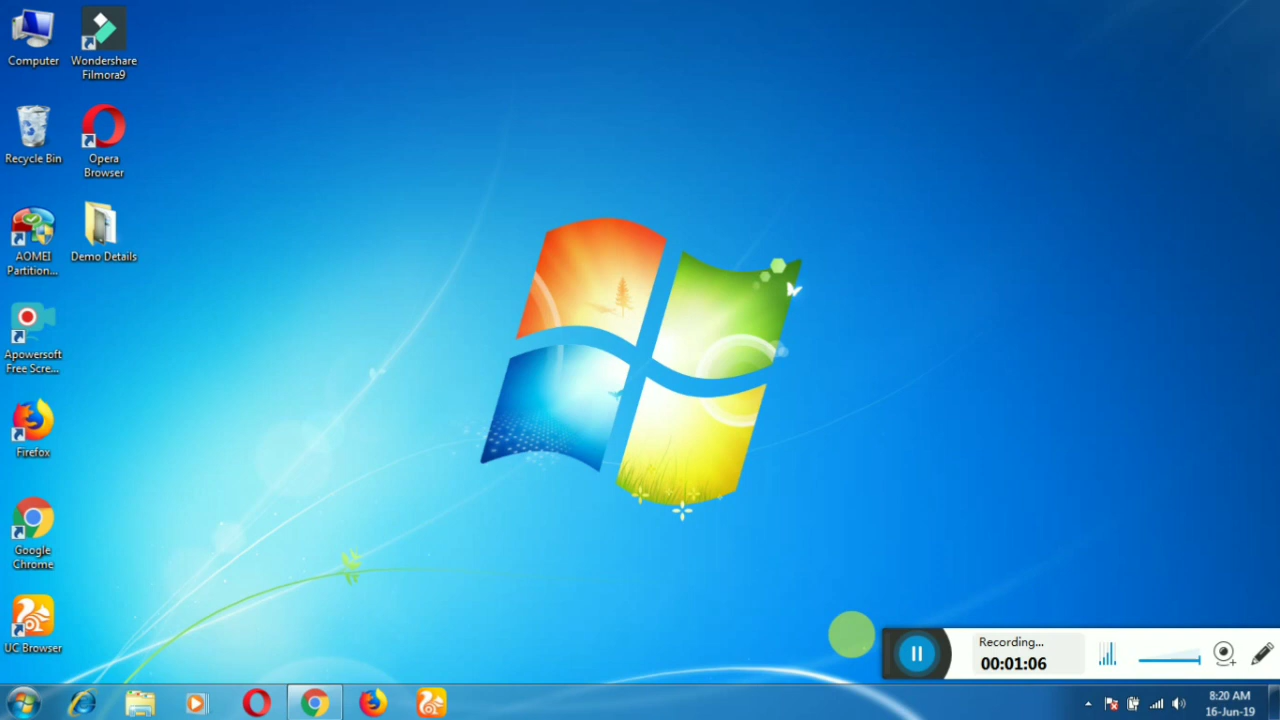 Computer
Wondershare
Filmora9
Recycle Bin
Opera
Browser
AOMEI
Partition...
Demo Details
Apowersoft
Free Scre...
Firefox
Google
Chrome
UC Browser
Recording...
00:01:06
8:20 AM
16-Jun-19